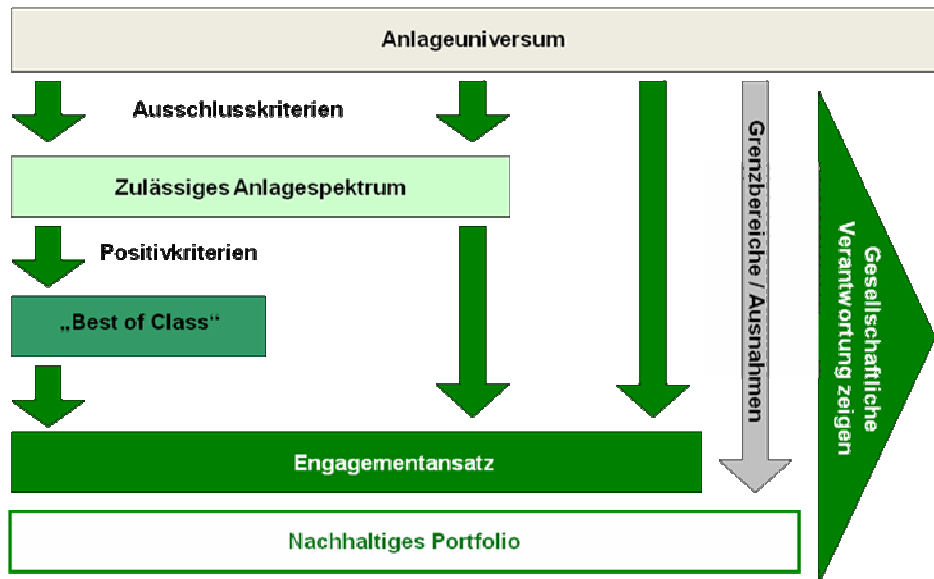 Anlageuniversum
Ausschlusskriterien
Zulässiges Anlagespektrum
Positivkriterien
„Best of Class“
Engagementansatz
Nachhaltiges Portfolio
Grenzbereiche / Ausnahmen
Gesellschaftliche
Verantwortung zeigen